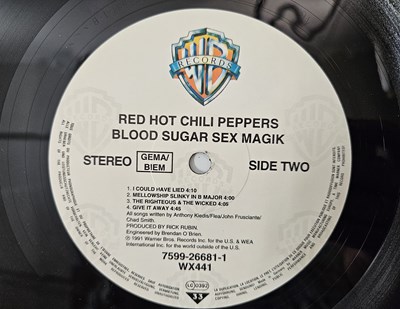 WB
RECORDS
RED HOT CHILI PEPPERS
BLOOD SUGAR SEX MAGIK
STEREO
GEMA/
BIEM
SIDE TWO
1. I COULD HAVE LIED 4:10
2. MELLOWSHIP SLINKY IN B MAJOR 4:00
3. THE RIGHTEOUS & THE WICKED 4:08
4. GIVE IT AWAY 4:45
All songs written by Anthony Kiedis/Flea/John Frusciante/
Chad Smith.
PRODUCED BY RICK RUBIN.
Engineered by Brendan O'Brien.
℗ 1991 Warner Bros. Records Inc. for the U.S. & WEA
International Inc. for the world outside of the U.S.
7599-26681-1
WX441
33